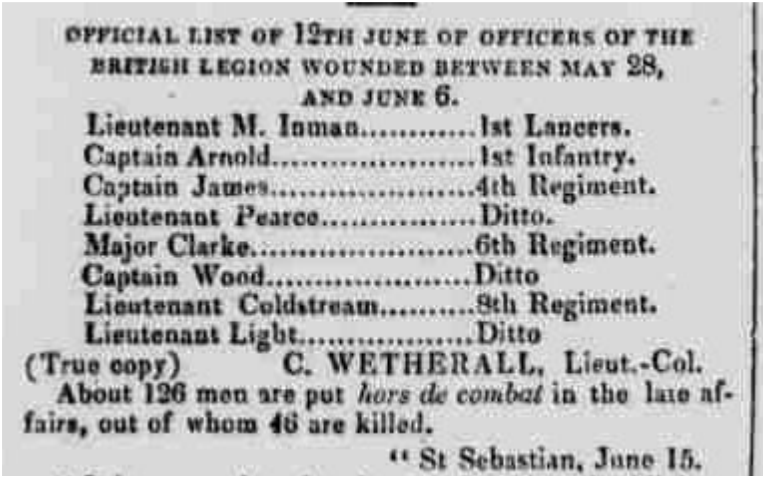 OFFICIAL LIST OF 12TH JUNE OF OFFICERS OF THE
BRITISH LEGION WOUNDED BETWEEN MAY 28,
AND JUNE 6.
Lieutenant M. Inman............1st Lancers.
Captain Arnold.....................1st Infantry.
Captain James.....................4th Regiment.
Lieutenant Pearce................Ditto.
Major Clarke.......................6th Regiment.
Captain Wood.....................Ditto
Lieutenant Coldstream..........8th Regiment.
Lieutenant Light..................Ditto
(True copy) C. WETHERALL, Lieut.-Col.
About 126 men are put hors de combat in the late af-
fairs, out of whom 46 are killed.
“ St Sebastian, June 15.